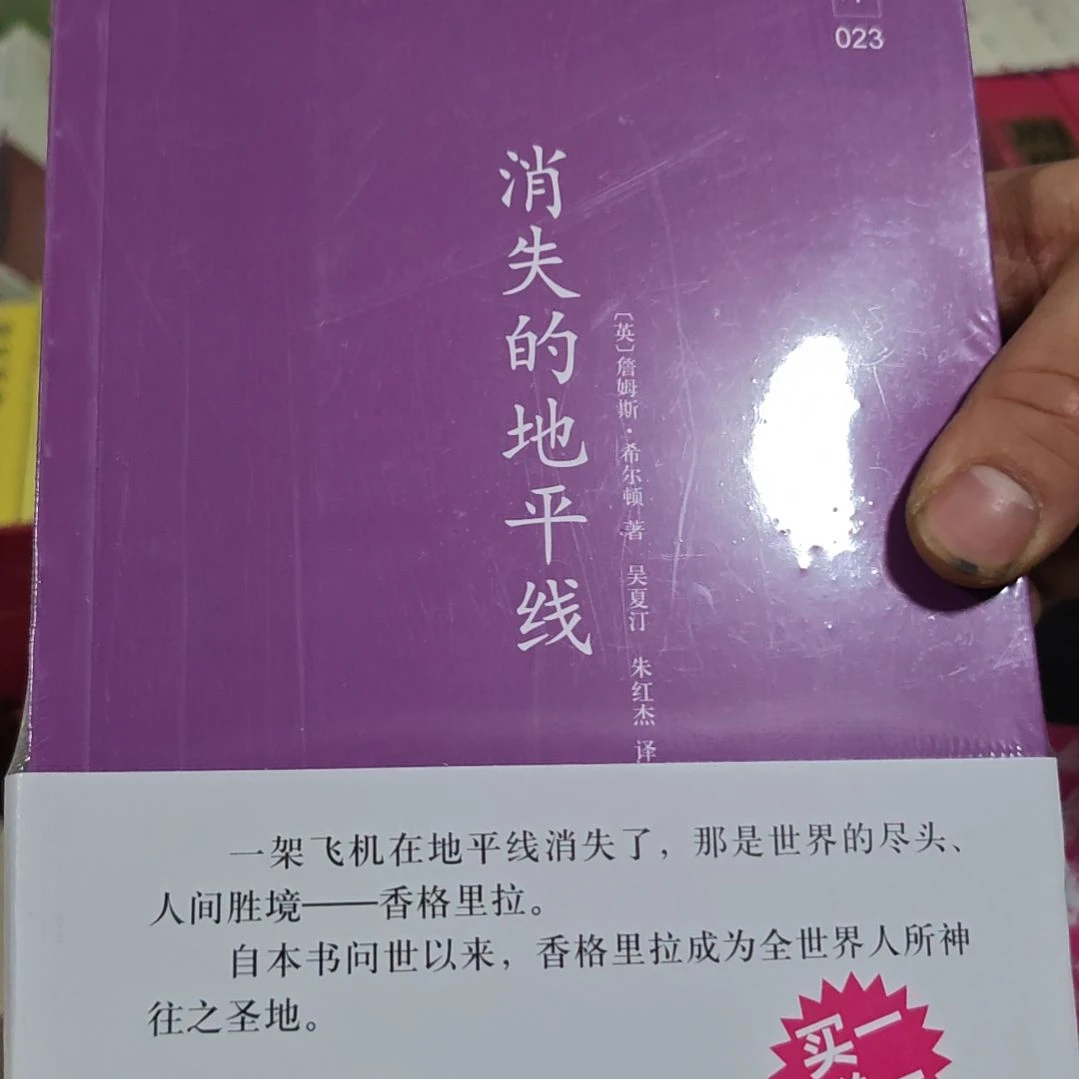 023
消失的地平线
〔英〕詹姆斯·希尔顿 著 吴夏汀 朱红杰 译
一架飞机在地平线消失了，那是世界的尽头、
人间胜境——香格里拉。
自本书问世以来，香格里拉成为全世界人所神
往之圣地。
买一